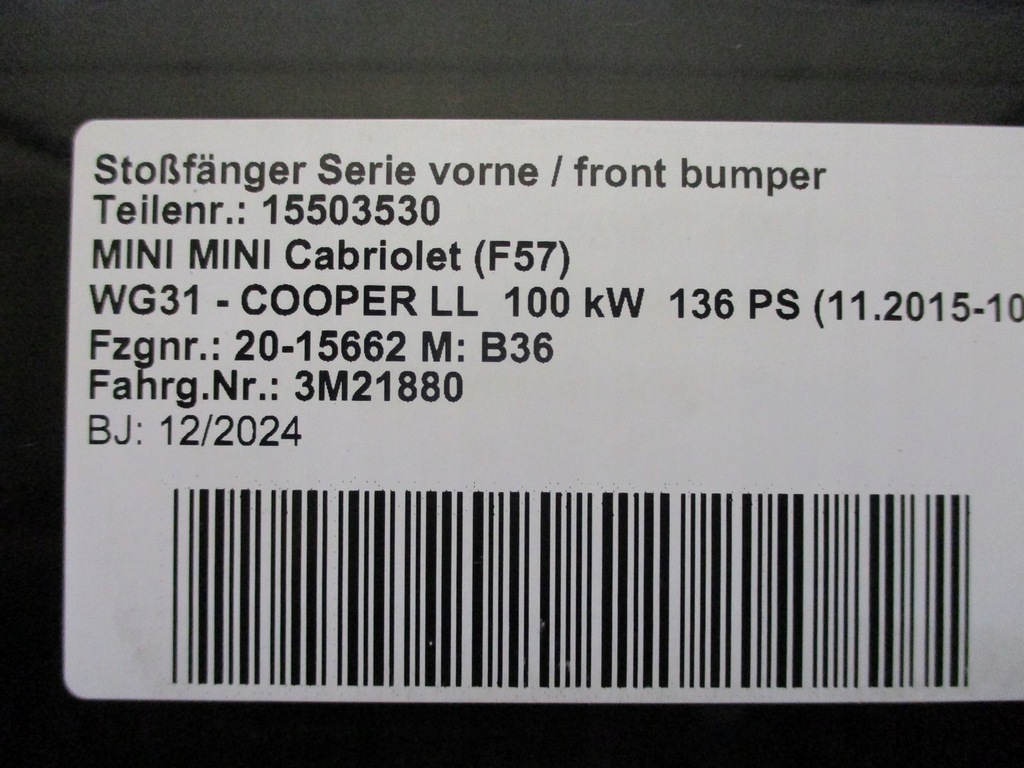 Stoßfänger Serie vorne / front bumper
Teilenr.: 15503530
MINI MINI Cabriolet (F57)
WG31 - COOPER LL 100 kW 136 PS (11.2015-10
Fzgnr.: 20-15662 M: B36
Fahrg.Nr.: 3M21880
BJ: 12/2024